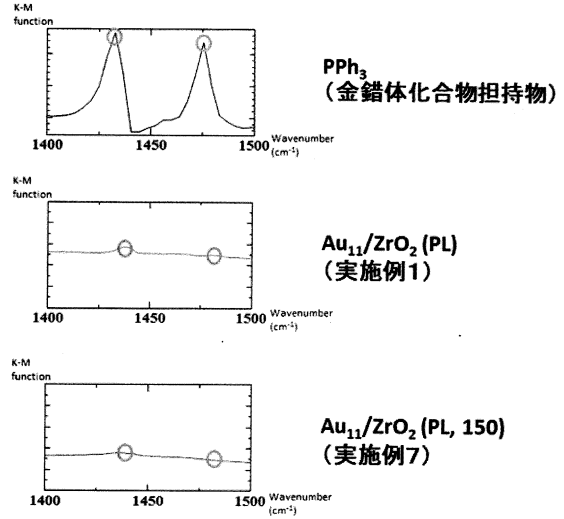 K-M
function
1400
1450
1500
Wavenumber
(cm-1)
PPh3
(金錯体化合物担持物)
K-M
function
1400
1450
1500
Wavenumber
(cm-1)
Au11/ZrO2 (PL)
(実施例1)
K-M
function
1400
1450
1500
Wavenumber
(cm-1)
Au11/ZrO2 (PL, 150)
(実施例7)